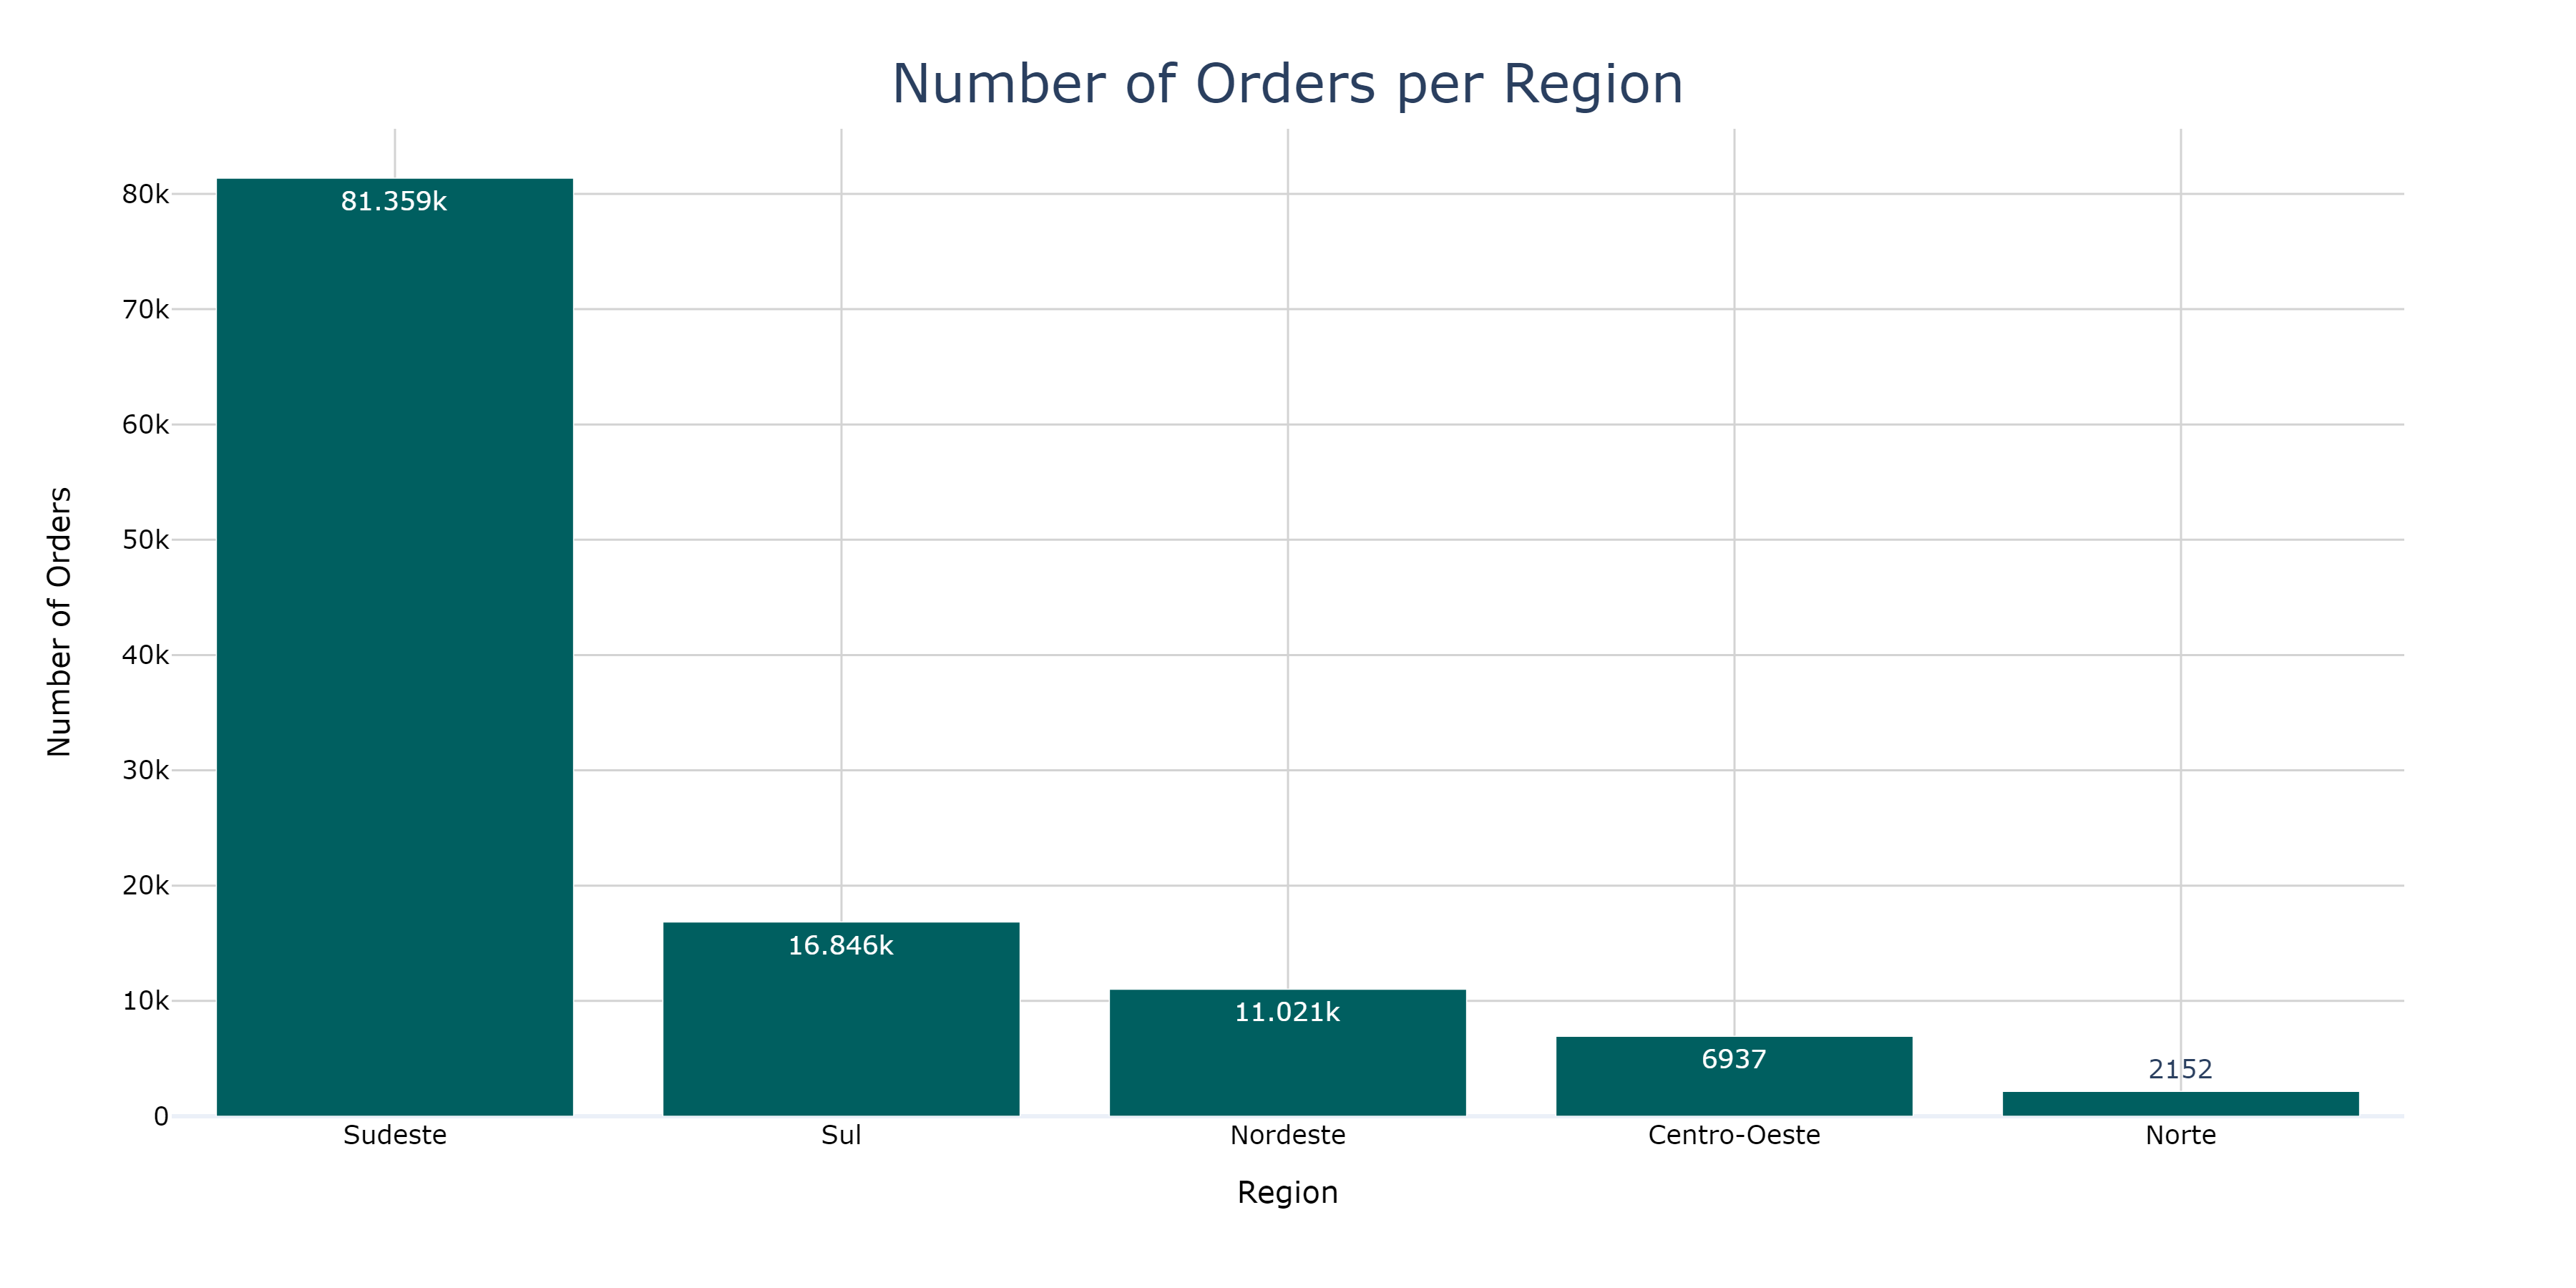 Number of Orders per Region
Number of Orders
80k
70k
60k
50k
40k
30k
20k
10k
0
81.359k
16.846k
11.021k
6937
2152
Sudeste
Sul
Nordeste
Centro-Oeste
Norte
Region